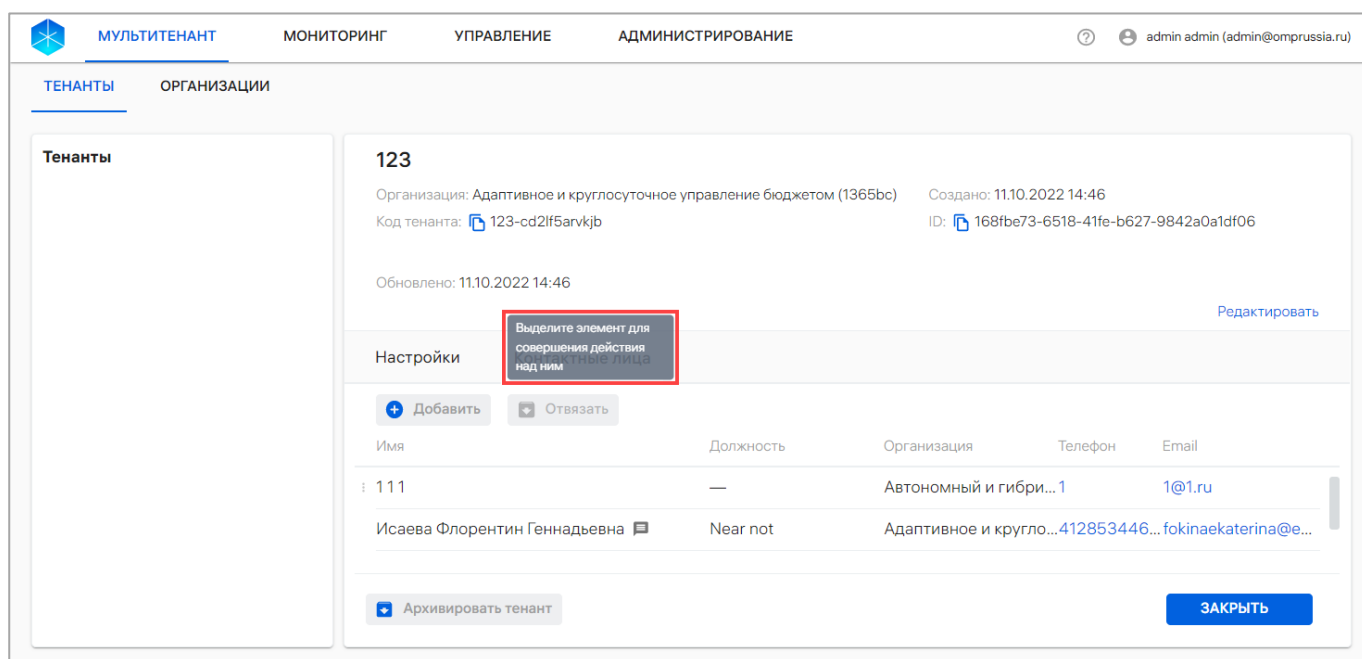 МУЛЬТИТЕНАНТ МОНИТОРИНГ УПРАВЛЕНИЕ АДМИНИСТРИРОВАНИЕ admin admin (admin@omprussia.ru)
ТЕНАНТЫ ОРГАНИЗАЦИИ
Тенанты
123
Организация: Адаптивное и круглосуточное управление бюджетом (1365bc) Создано: 11.10.2022 14:46
Код тенанта: 123-cd2lf5arvkjb ID: 168fbe73-6518-41fe-b627-9842a0a1df06
Обновлено: 11.10.2022 14:46
Редактировать
Выделите элемент для
совершения действия
над ним
Настройки Контактные лица
Добавить Отвязать
Имя Должность Организация Телефон Email
111 — Автономный и гибри... 1 1@1.ru
Исаева Флорентин Геннадьевна Near not Адаптивное и кругло... 412853446... fokinaekaterina@e...
Архивировать тенант ЗАКРЫТЬ